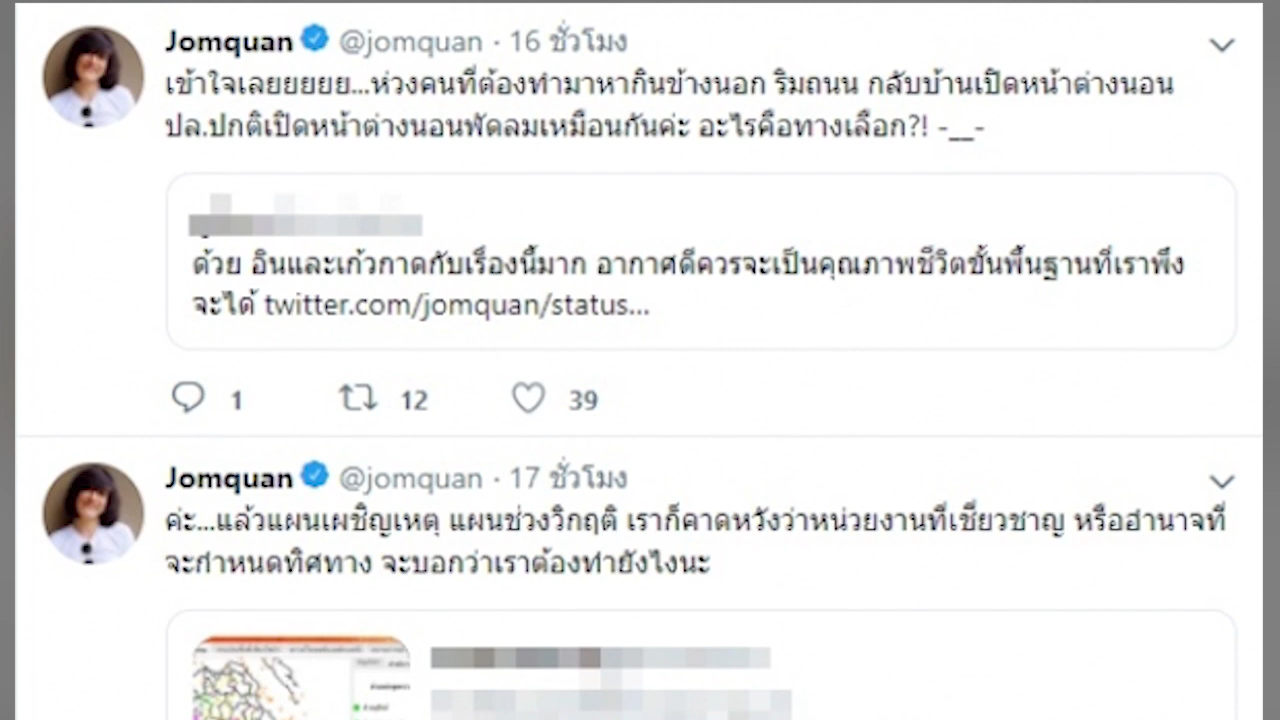 Jomquan @jomquan · 16 ชั่วโมง
เข้าใจเลยยยยย...ห่วงคนที่ต้องทำมาหากินข้างนอก ริมถนน กลับบ้านเปิดหน้าต่างนอน
ปล.ปกติเปิดหน้าต่างนอนพัดลมเหมือนกันค่ะ อะไรคือทางเลือก?! -__-
ด้วย อินและเก้วกาดกับเรื่องนี้มาก อากาศดีควรจะเป็นคุณภาพชีวิตขั้นพื้นฐานที่เราพึง
จะได้ twitter.com/jomquan/status...
1 12 39
Jomquan @jomquan · 17 ชั่วโมง
ค่ะ...แล้วแผนเผชิญเหตุ แผนช่วงวิกฤติ เราก็คาดหวังว่าหน่วยงานที่เชี่ยวชาญ หรืออำนาจที่
จะกำหนดทิศทาง จะบอกว่าเราต้องทำยังไงนะ